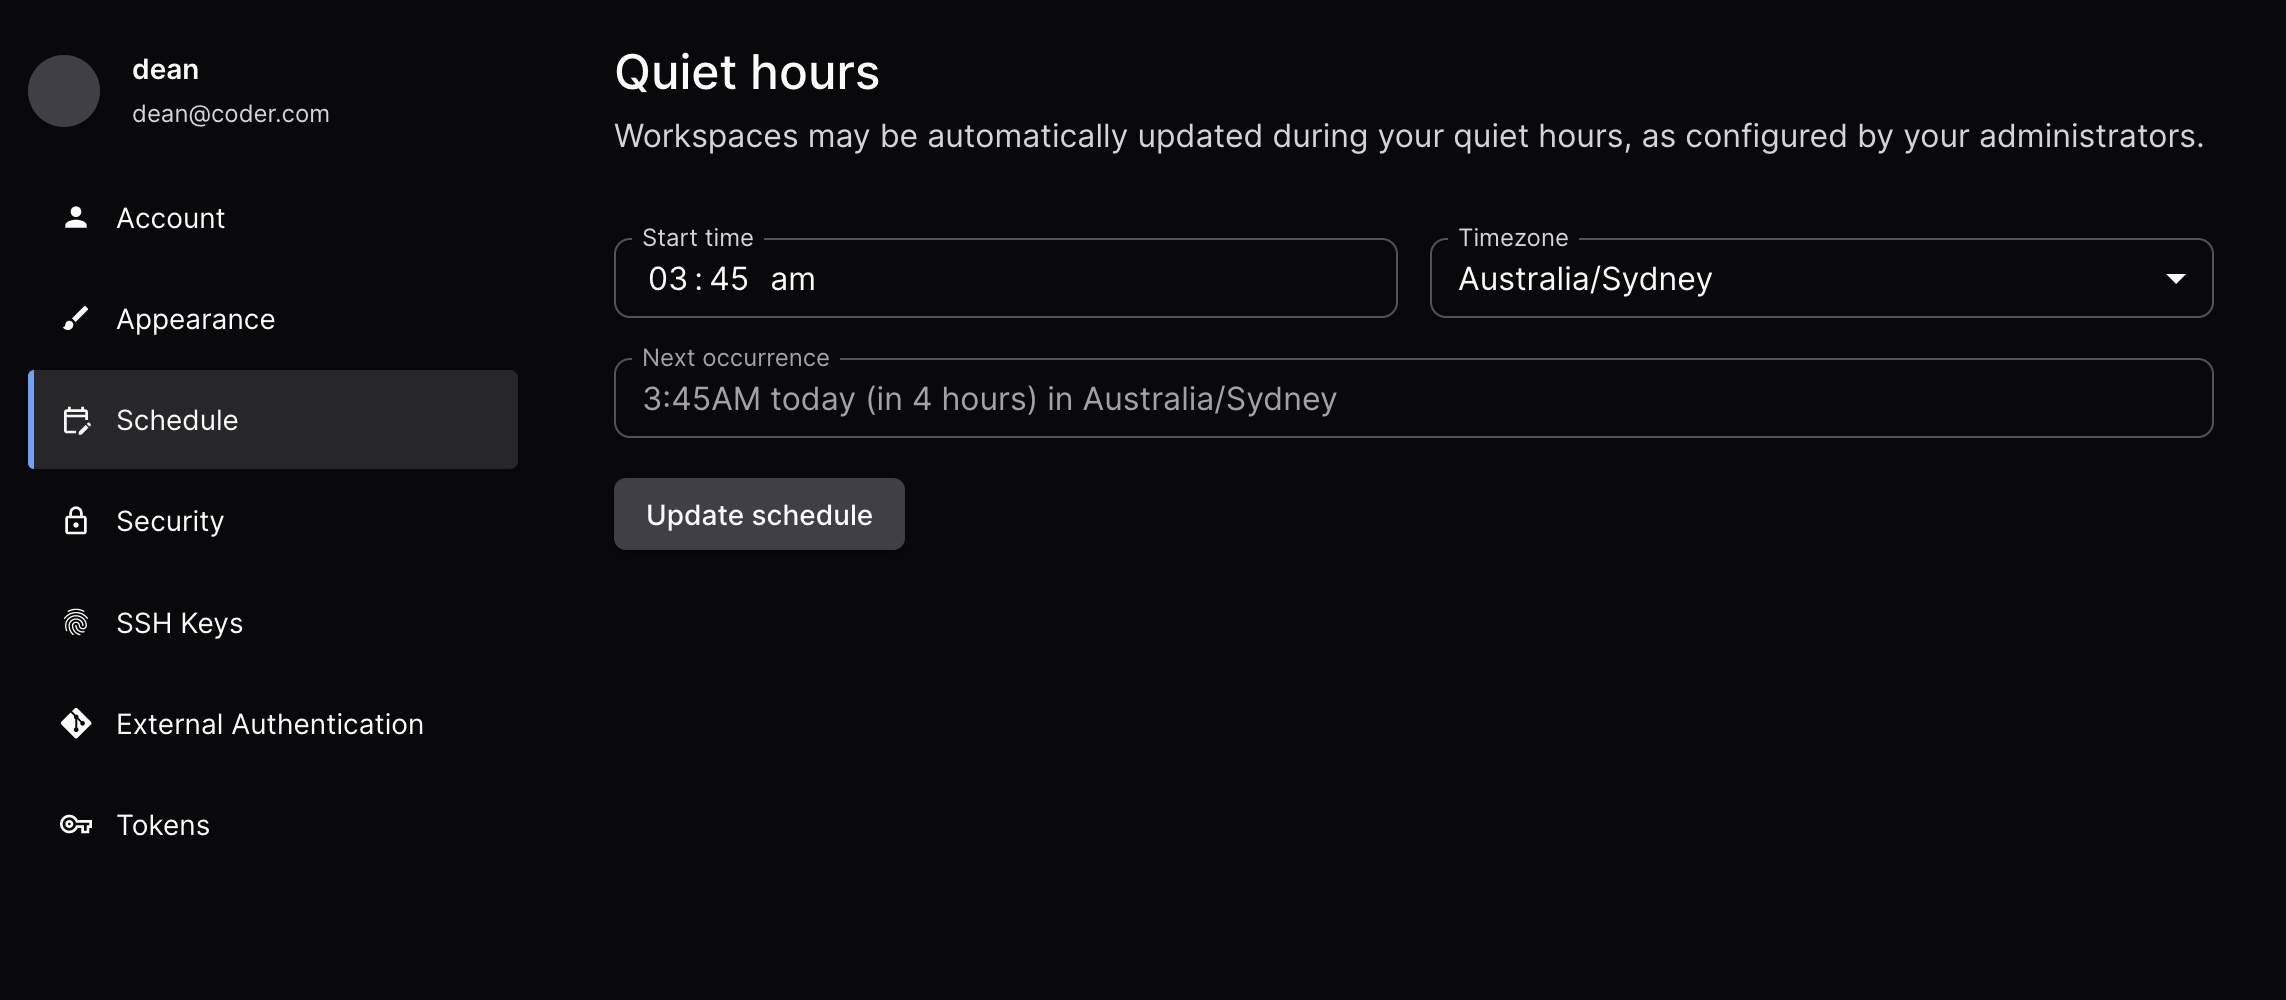 dean
dean@coder.com
Account
Appearance
Schedule
Security
SSH Keys
External Authentication
Tokens
Quiet hours
Workspaces may be automatically updated during your quiet hours, as configured by your administrators.
Start time
03:45 am
Timezone
Australia/Sydney
Next occurrence
3:45AM today (in 4 hours) in Australia/Sydney
Update schedule